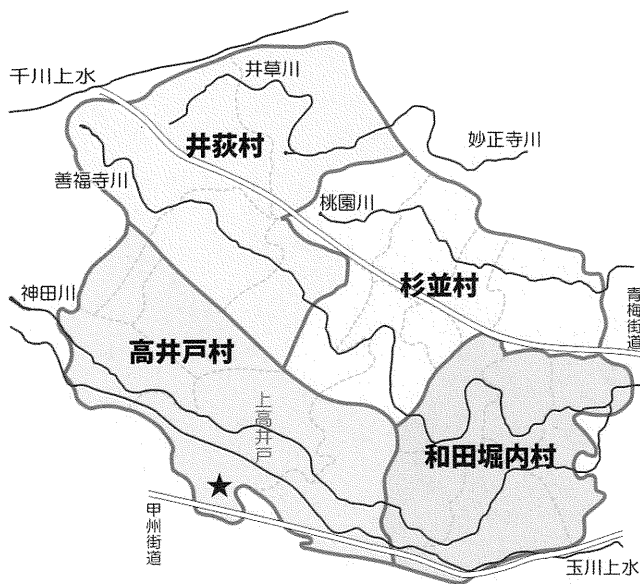 千川上水
井草川
井荻村
妙正寺川
善福寺川
桃園川
神田川
杉並村
青梅街道
高井戸村
上高井戸
和田堀内村
甲州街道
玉川上水